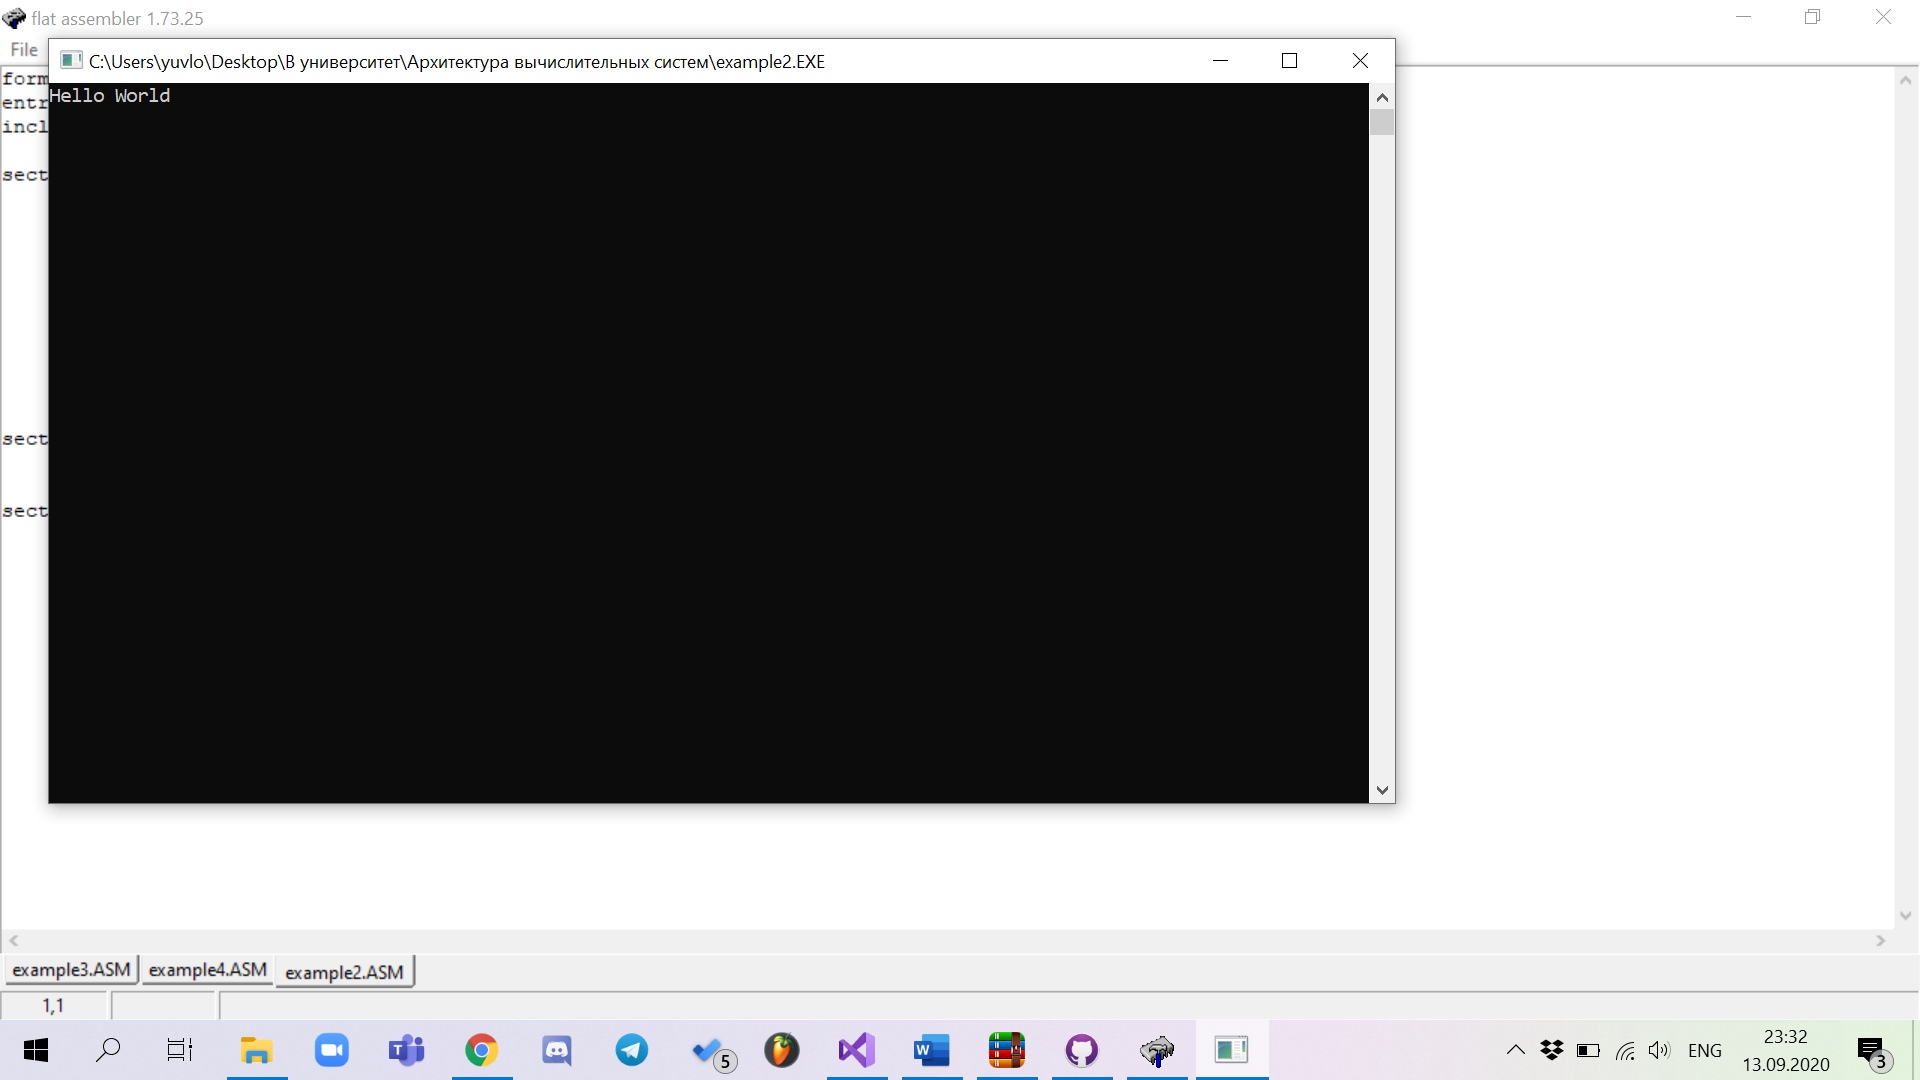 flat assembler 1.73.25
File
C:\Users\yuvlo\Desktop\В университет\Архитектура вычислительных систем\example2.EXE
Hello World
form
entr
incl
sect
sect
sect
example3.ASM example4.ASM example2.ASM
1,1
5
ENG
23:32
13.09.2020
3